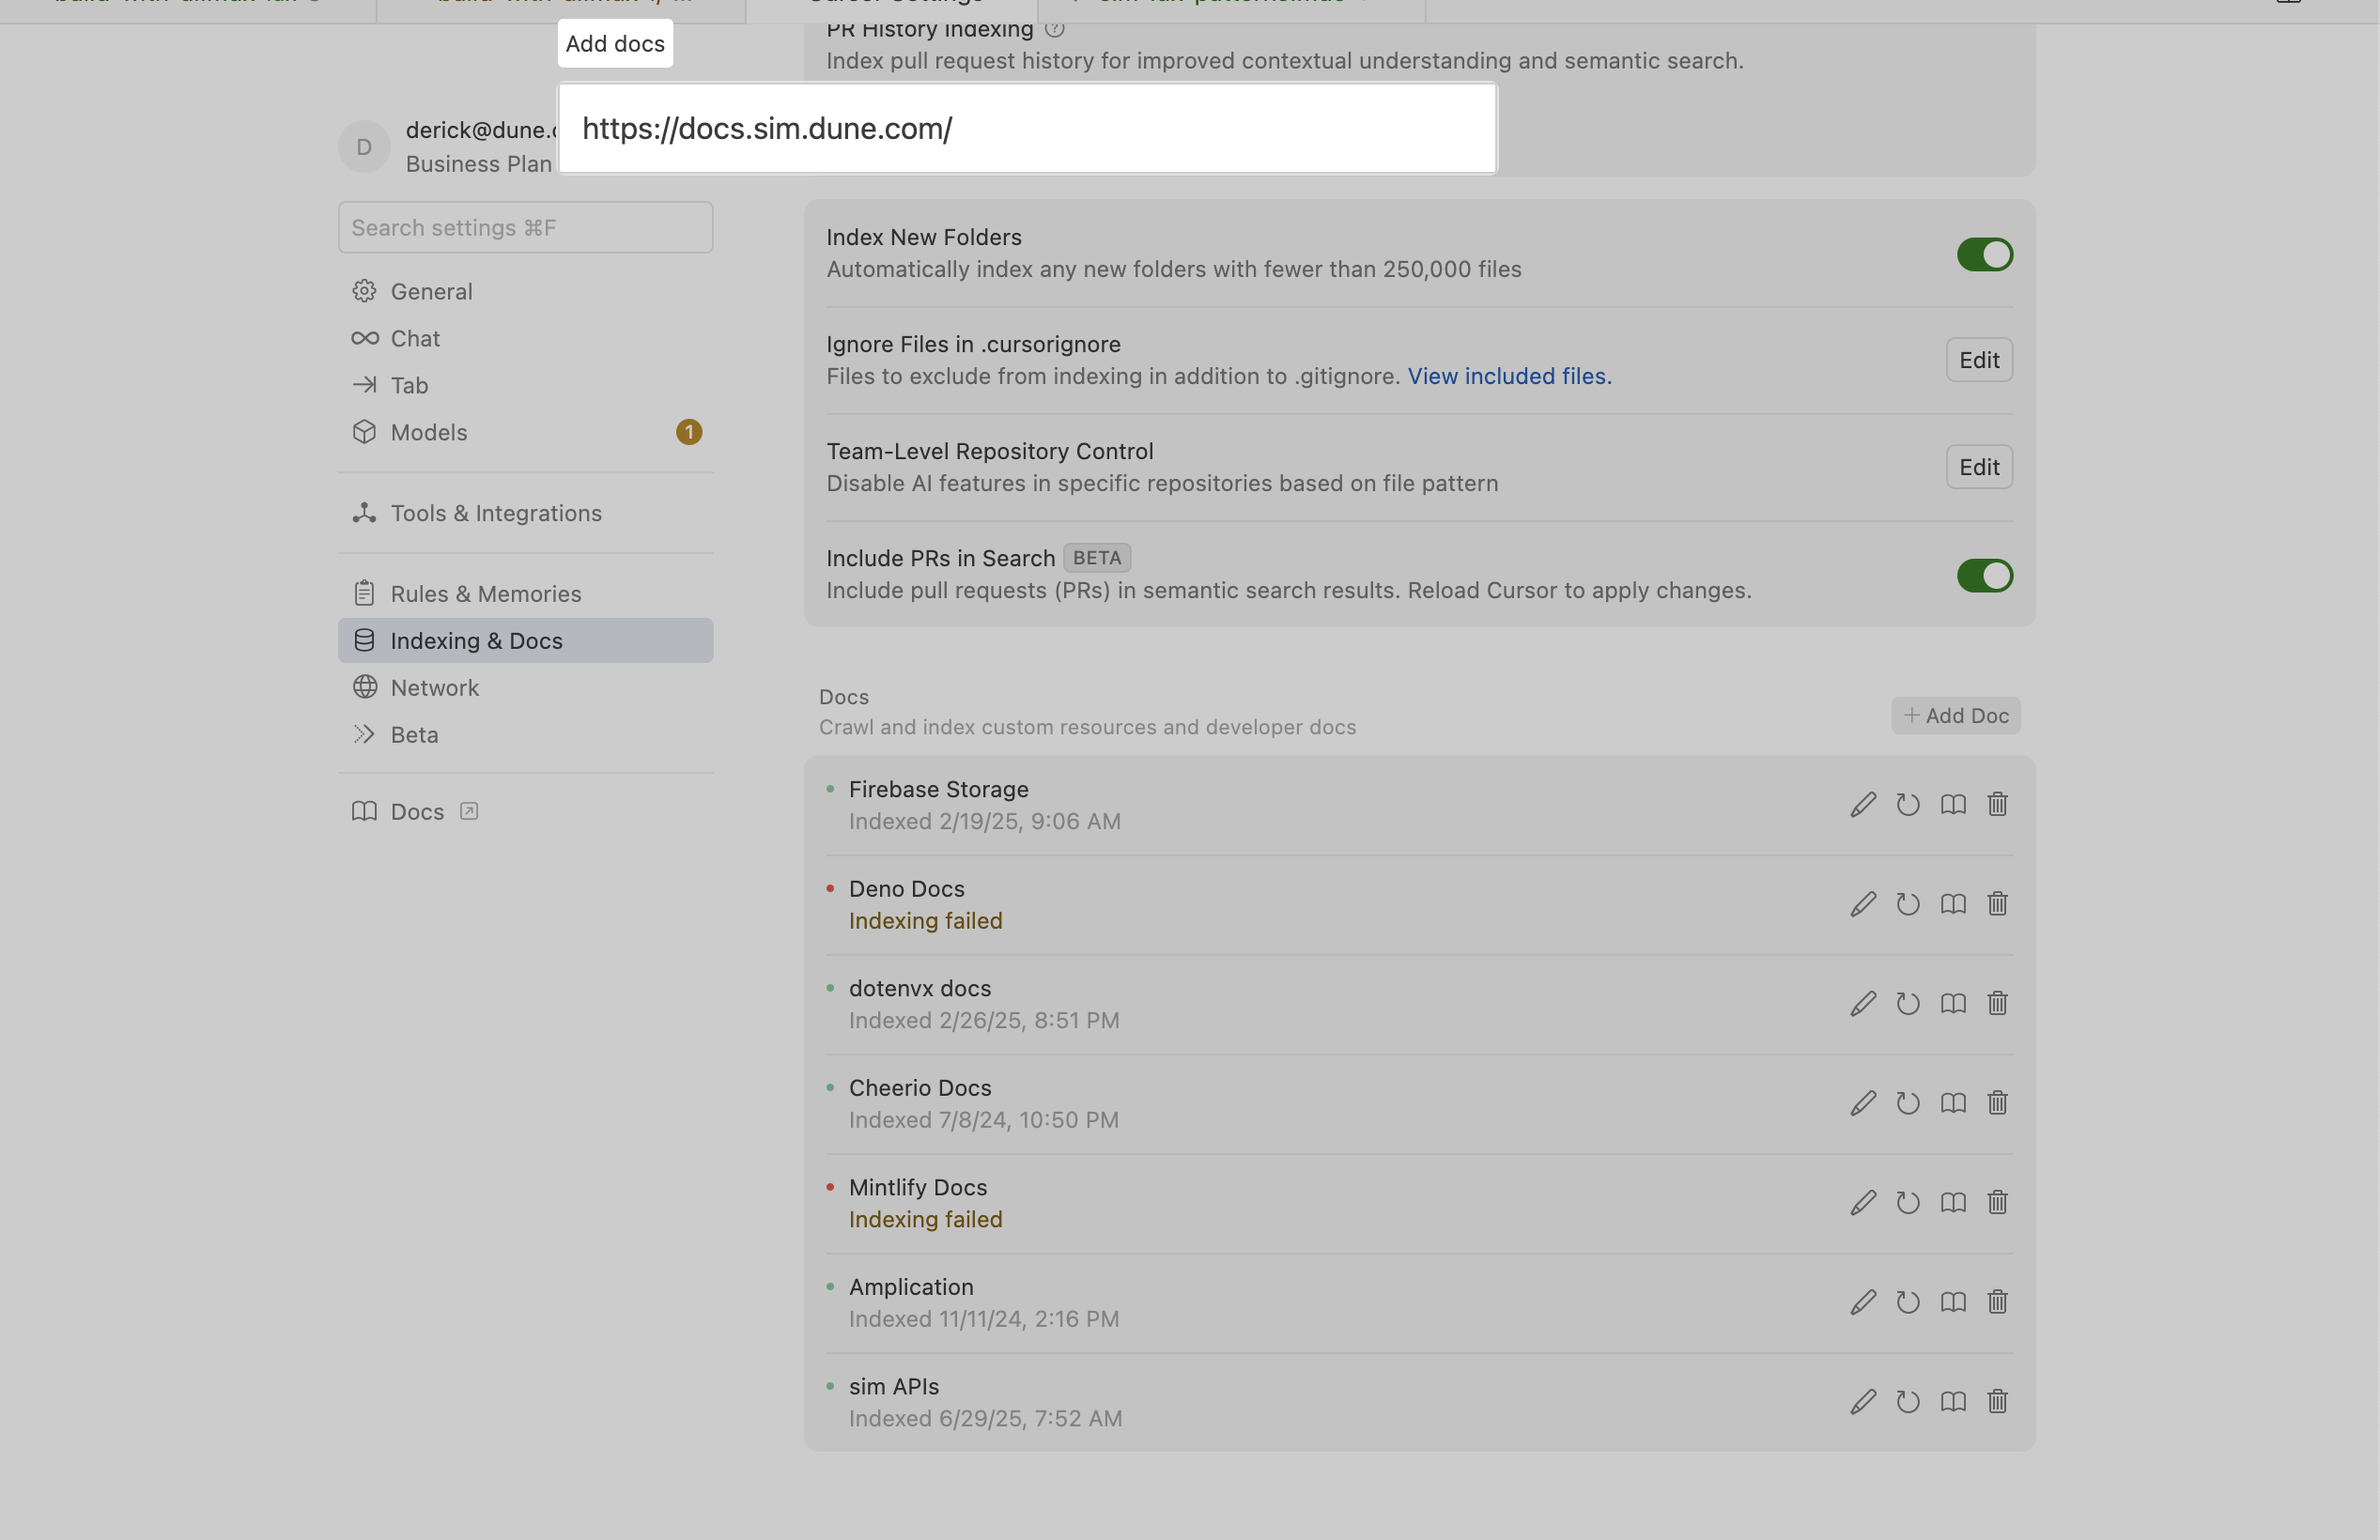 Add docs
https://docs.sim.dune.com/
PR History Indexing
Index pull request history for improved contextual understanding and semantic search.
D
derick@dune.
Business Plan
Search settings ⌘F
General
Chat
Tab
Models
1
Tools & Integrations
Rules & Memories
Indexing & Docs
Network
Beta
Docs
Index New Folders
Automatically index any new folders with fewer than 250,000 files
Ignore Files in .cursorignore
Files to exclude from indexing in addition to .gitignore. View included files.
Edit
Team-Level Repository Control
Disable AI features in specific repositories based on file pattern
Edit
Include PRs in Search BETA
Include pull requests (PRs) in semantic search results. Reload Cursor to apply changes.
Docs
Crawl and index custom resources and developer docs
+ Add Doc
Firebase Storage
Indexed 2/19/25, 9:06 AM
Deno Docs
Indexing failed
dotenvx docs
Indexed 2/26/25, 8:51 PM
Cheerio Docs
Indexed 7/8/24, 10:50 PM
Mintlify Docs
Indexing failed
Amplication
Indexed 11/11/24, 2:16 PM
sim APIs
Indexed 6/29/25, 7:52 AM